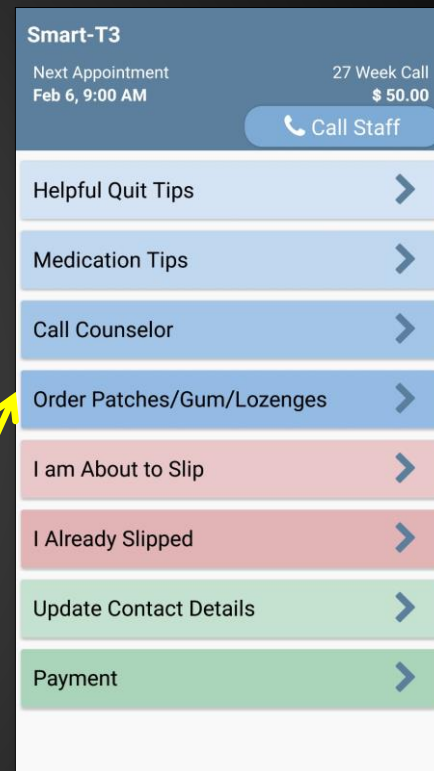 Smart-T3
Next Appointment 27 Week Call
Feb 6, 9:00 AM $ 50.00
Call Staff
Helpful Quit Tips
Medication Tips
Call Counselor
Order Patches/Gum/Lozenges
I am About to Slip
I Already Slipped
Update Contact Details
Payment